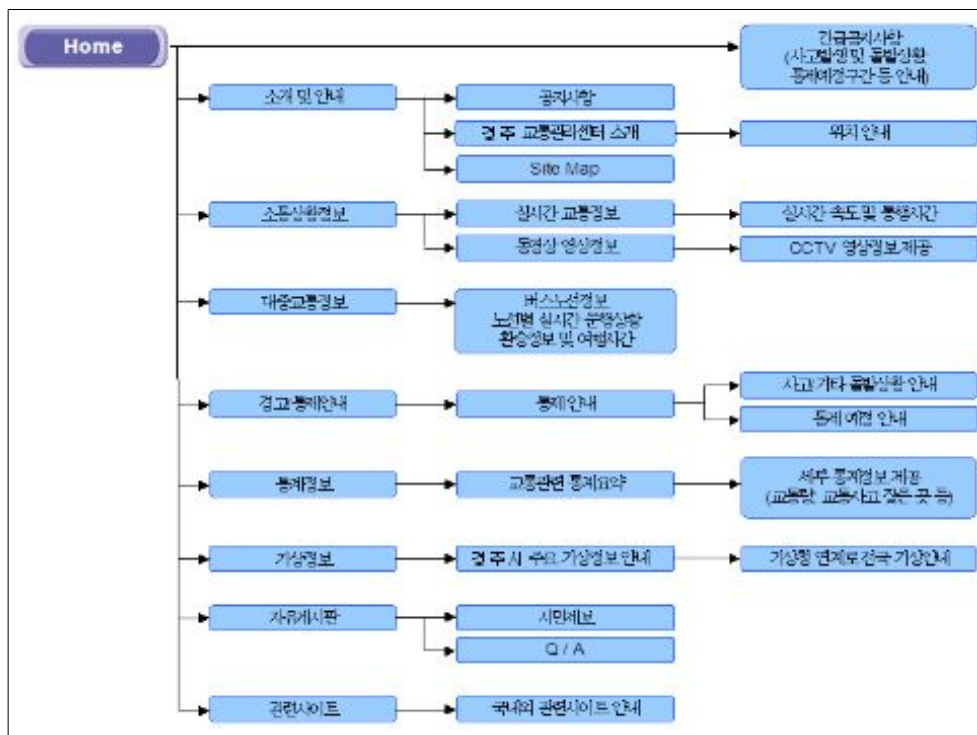 Home
긴급공지사항
(사고발생 및 돌발상황
통제예정구간 등 안내)
소개 및 안내
공지사항
경주 교통관리센터 소개
위치 안내
Site Map
소통상황정보
실시간 교통정보
실시간 속도 및 통행시간
동영상 영상정보
CCTV 영상정보 제공
대중교통정보
버스노선정보
노선별 실시간 운행상황
환승정보 및 여행시간
경고/통제안내
통제 안내
사고/기타 돌발상황 안내
통제 예정 안내
통계정보
교통관련 통계요약
세부 통계정보 제공
(교통량, 교통사고 잦은 곳 등)
기상정보
경주시 주요 기상정보 안내
기상청 연계로 전국 기상안내
자유게시판
시민제보
Q / A
관련사이트
국내외 관련사이트 안내